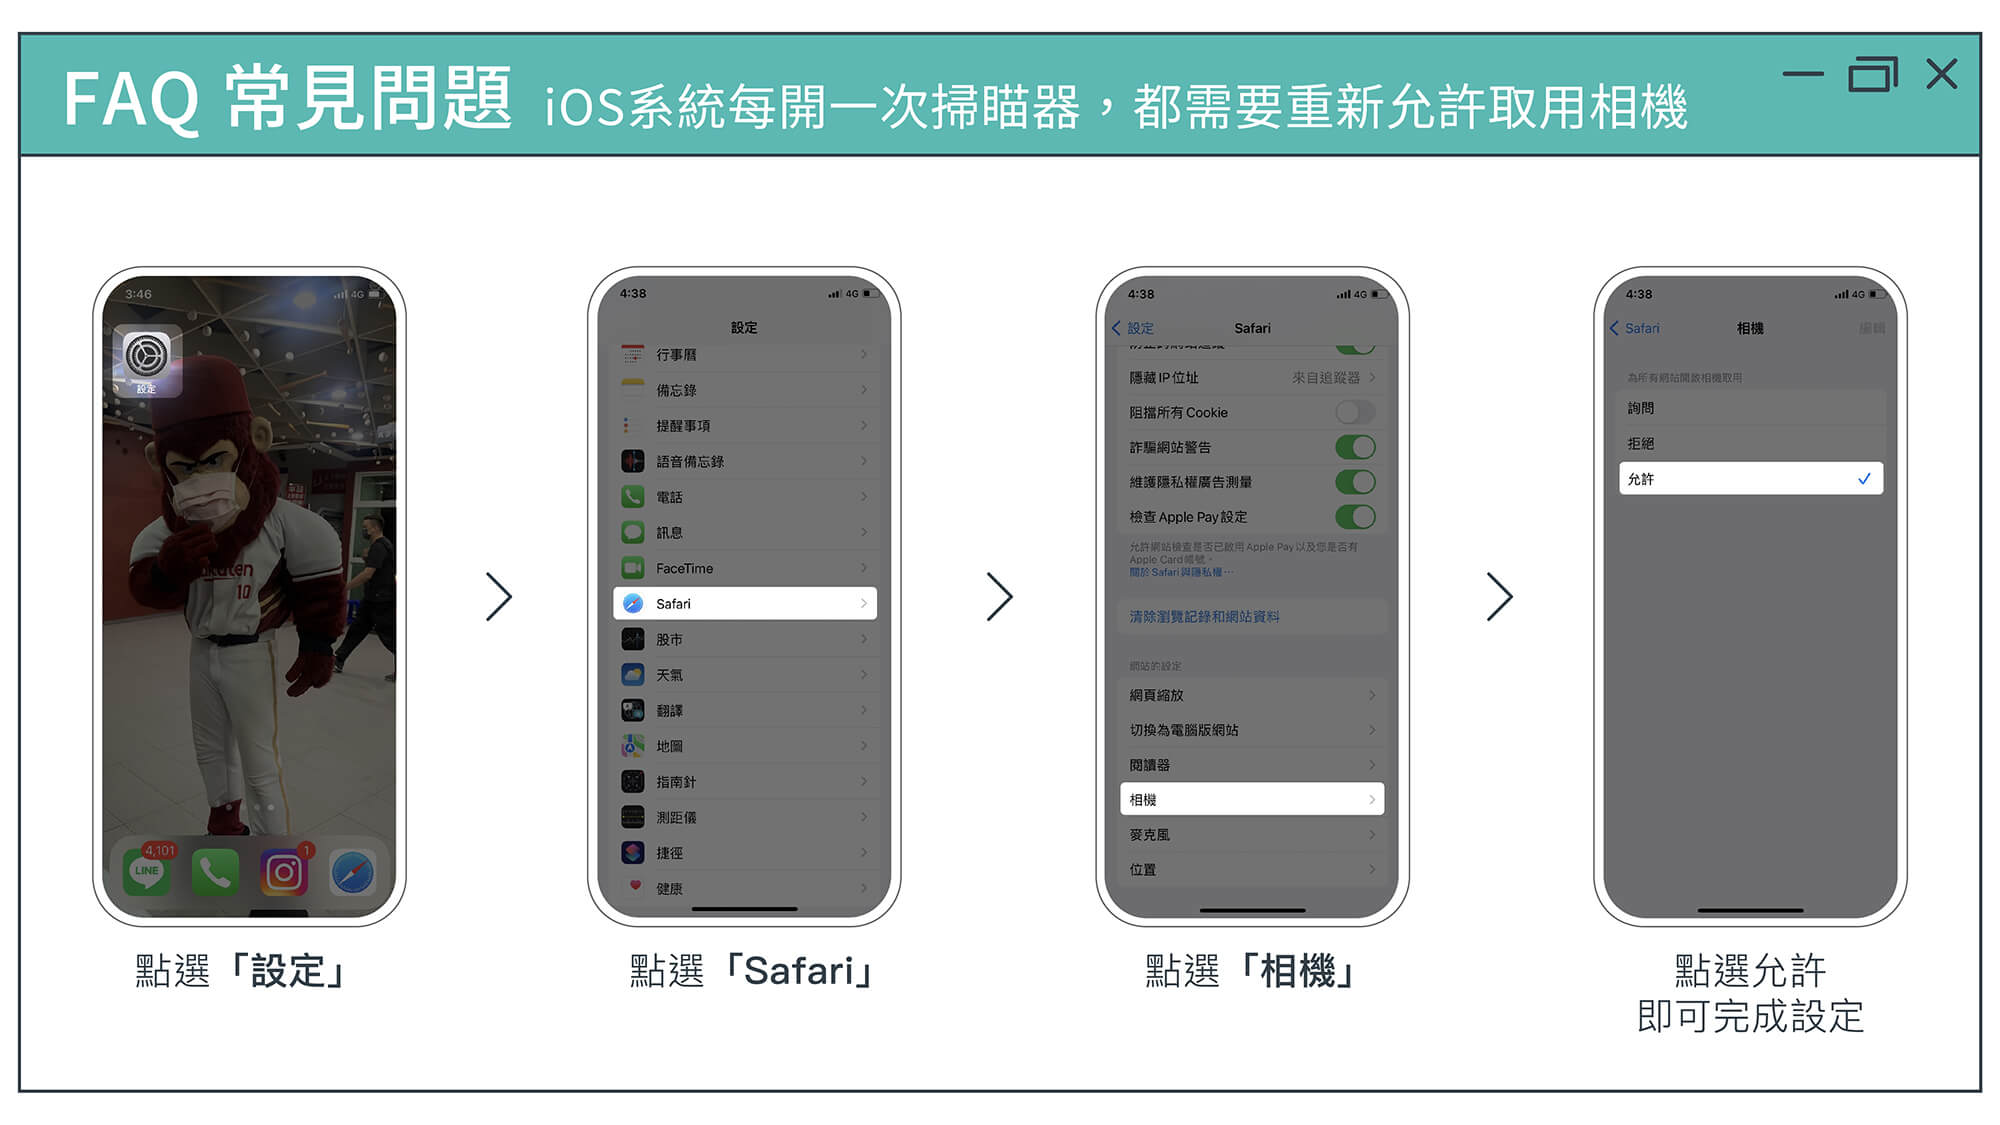 FAQ 常見問題 iOS系統每開一次掃瞄器，都需要重新允許取用相機
3:46
4G
設定
Rakuten
10
4,101
LINE
1
點選「設定」
4:38
4G
設定
行事曆
備忘錄
提醒事項
語音備忘錄
電話
訊息
FaceTime
Safari
股市
天氣
翻譯
地圖
指南針
測距儀
捷徑
健康
點選「Safari」
4:38
4G
設定
Safari
防止跨網站追蹤
隱藏 IP 位址
來自追蹤器
阻擋所有 Cookie
詐騙網站警告
維護隱私權廣告測量
檢查 Apple Pay 設定
允許網站檢查是否已啟用 Apple Pay 以及您是否有
Apple Card 帳號。
關於 Safari 與隱私權⋯
清除瀏覽記錄和網站資料
網站的設定
網頁縮放
切換為電腦版網站
閱讀器
相機
麥克風
位置
點選「相機」
4:38
4G
Safari
相機
編輯
為所有網站開啟相機取用
詢問
拒絕
允許
點選允許
即可完成設定